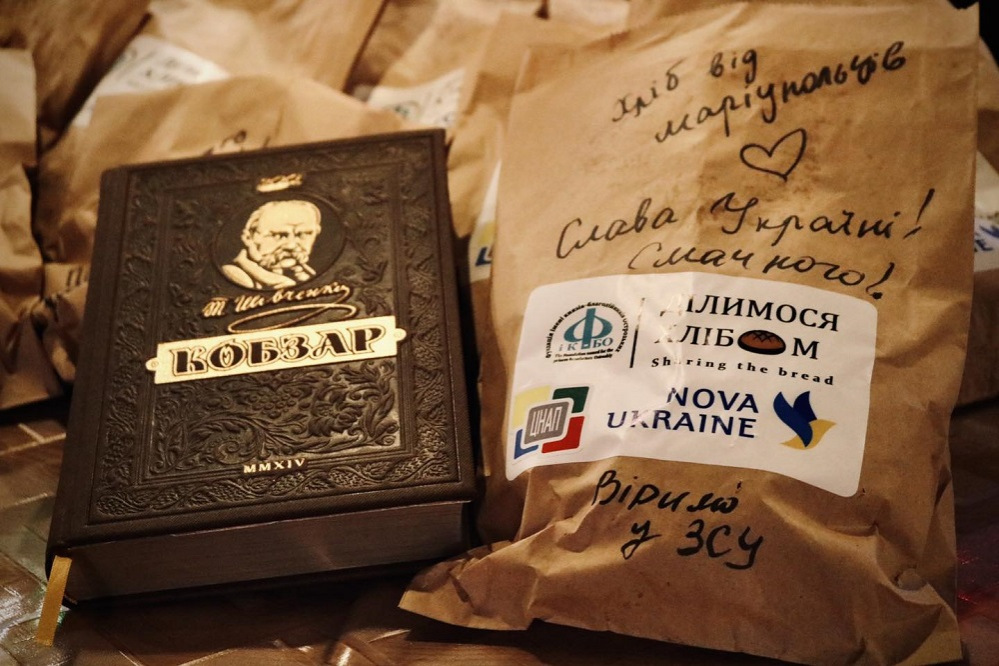 Т Шевченко
КОБЗАР
MMXIV
Хліб від
маріупольців
Слава Україні!
Смачного!
ФІКБО
ДІЛИМОСЯ
ХЛІБОМ
Sharing the bread
ЦНАП
NOVA
UKRAINE
Віримо
у ЗСУ